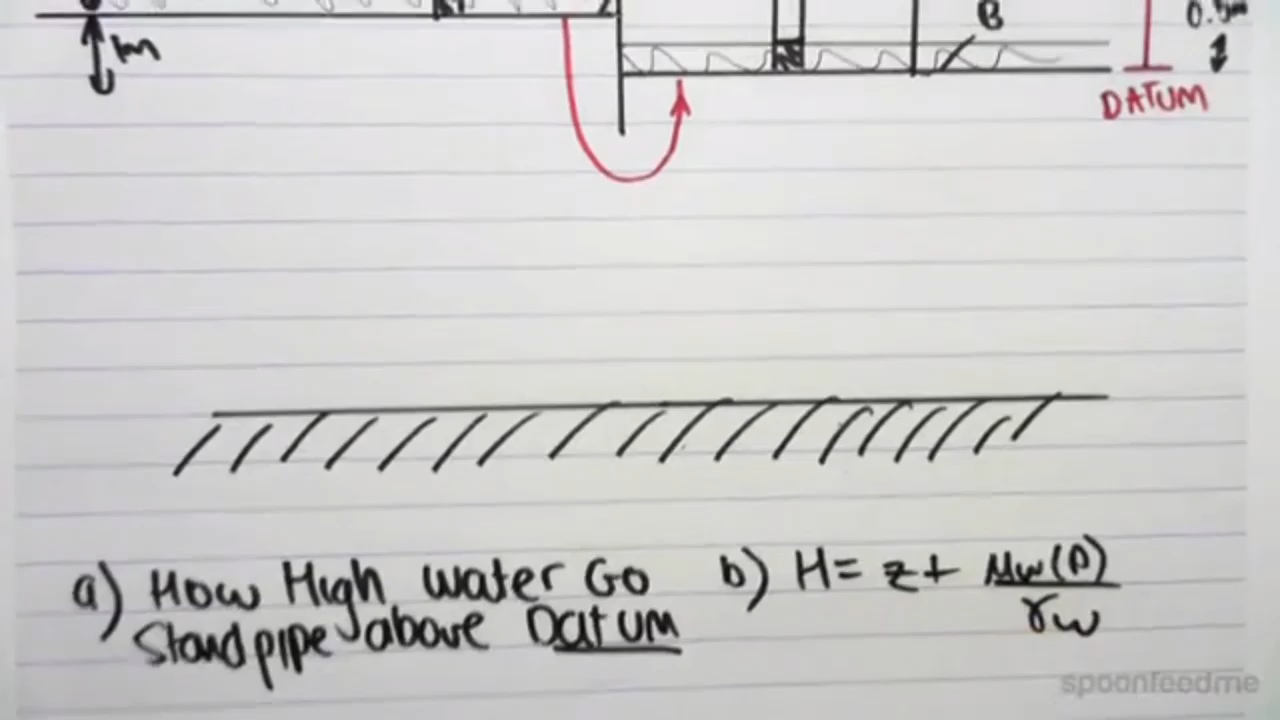 1m
B
DATUM
a) How High water Go
Standpipe above Datum
b) H = z + uw(A)
γw
spoonfeedme